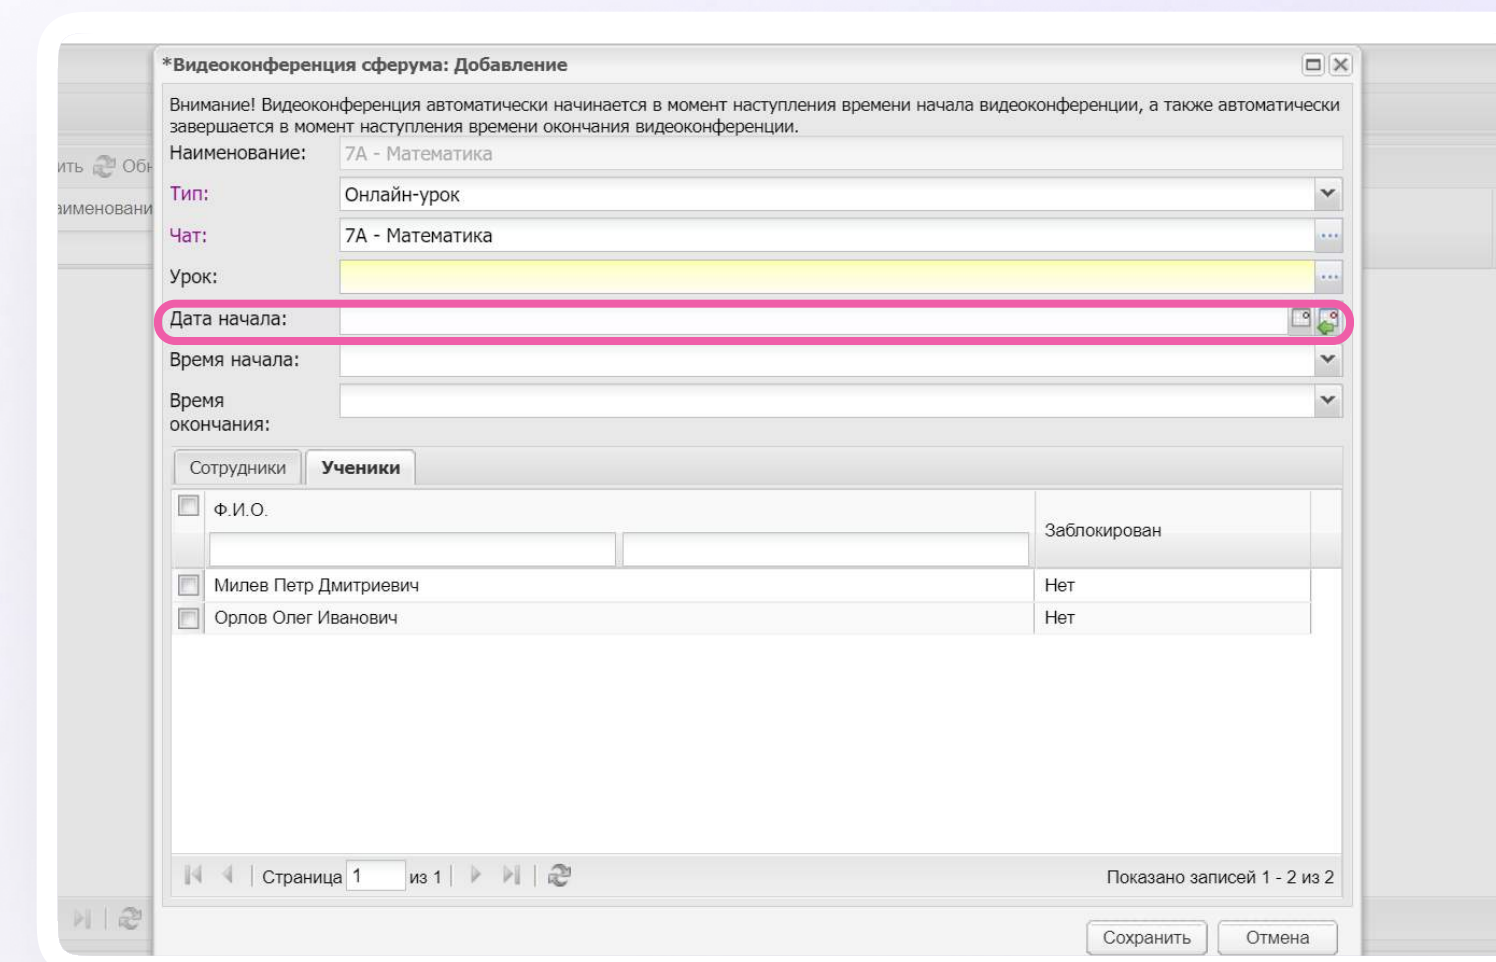 *Видеоконференция сферума: Добавление
Внимание! Видеоконференция автоматически начинается в момент наступления времени начала видеоконференции, а также автоматически
завершается в момент наступления времени окончания видеоконференции.
Наименование: 7А - Математика
ить Обн
Тип: Онлайн-урок
аименовани
Чат: 7А - Математика
Урок:
Дата начала:
Время начала:
Время
окончания:
Сотрудники Ученики
Ф.И.О.
Заблокирован
Милев Петр Дмитриевич Нет
Орлов Олег Иванович Нет
Страница 1 из 1 Показано записей 1 - 2 из 2
Сохранить Отмена